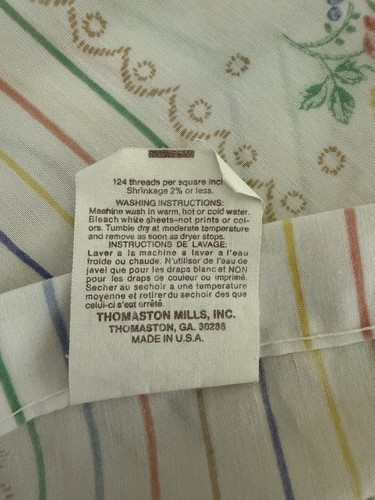 124 threads per square inch
Shrinkage 2% or less.
WASHING INSTRUCTIONS:
Machine wash in warm, hot or cold water.
Bleach white sheets-not prints or col-
ors. Tumble dry at moderate temperature
and remove as soon as dryer stops.
INSTRUCTIONS DE LAVAGE:
Laver a la machine a laver a l'eau
froide ou chaude. N'utiliser de l'eau de
javel que pour les draps blanc et NON
pour les draps de couleur ou imprimé.
Secher au sechoir a une température
moyenne et retirer du sechoir dès que
celui-ci s'est arrêté.
THOMASTON MILLS, INC.
THOMASTON, GA. 30286
MADE IN U.S.A.